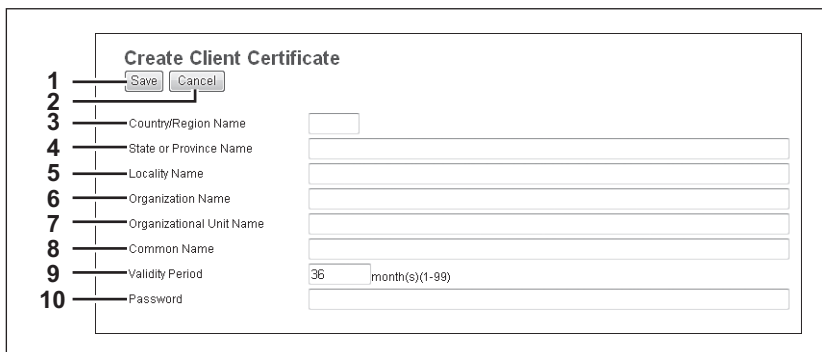 Create Client Certificate
1 Save Cancel
2
3 Country/Region Name
4 State or Province Name
5 Locality Name
6 Organization Name
7 Organizational Unit Name
8 Common Name
9 Validity Period 36 month(s)(1-99)
10 Password